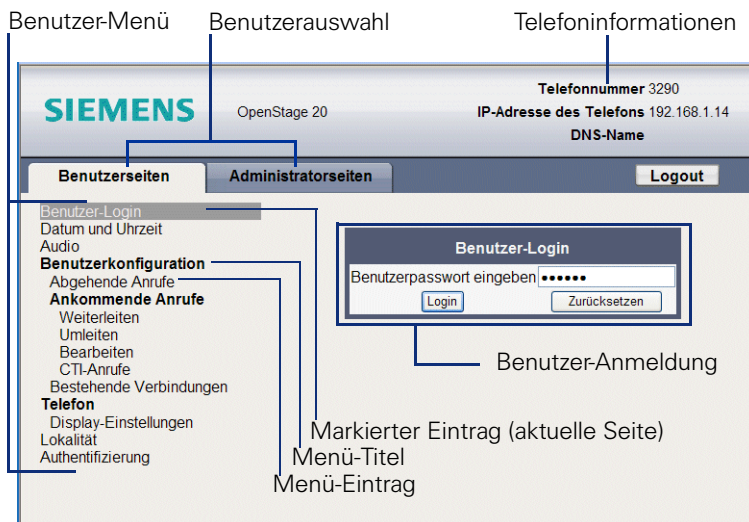 Benutzer-Menü Benutzerauswahl Telefoninformationen
SIEMENS OpenStage 20
Telefonnummer 3290
IP-Adresse des Telefons 192.168.1.14
DNS-Name
Benutzerseiten Administratorseiten Logout
Benutzer-Login
Datum und Uhrzeit
Audio
Benutzerkonfiguration
Abgehende Anrufe
Ankommende Anrufe
Weiterleiten
Umleiten
Bearbeiten
CTI-Anrufe
Bestehende Verbindungen
Telefon
Display-Einstellungen
Lokalität
Authentifizierung
Benutzer-Login
Benutzerpasswort eingeben ••••••
Login Zurücksetzen
Benutzer-Anmeldung
Markierter Eintrag (aktuelle Seite)
Menü-Titel
Menü-Eintrag